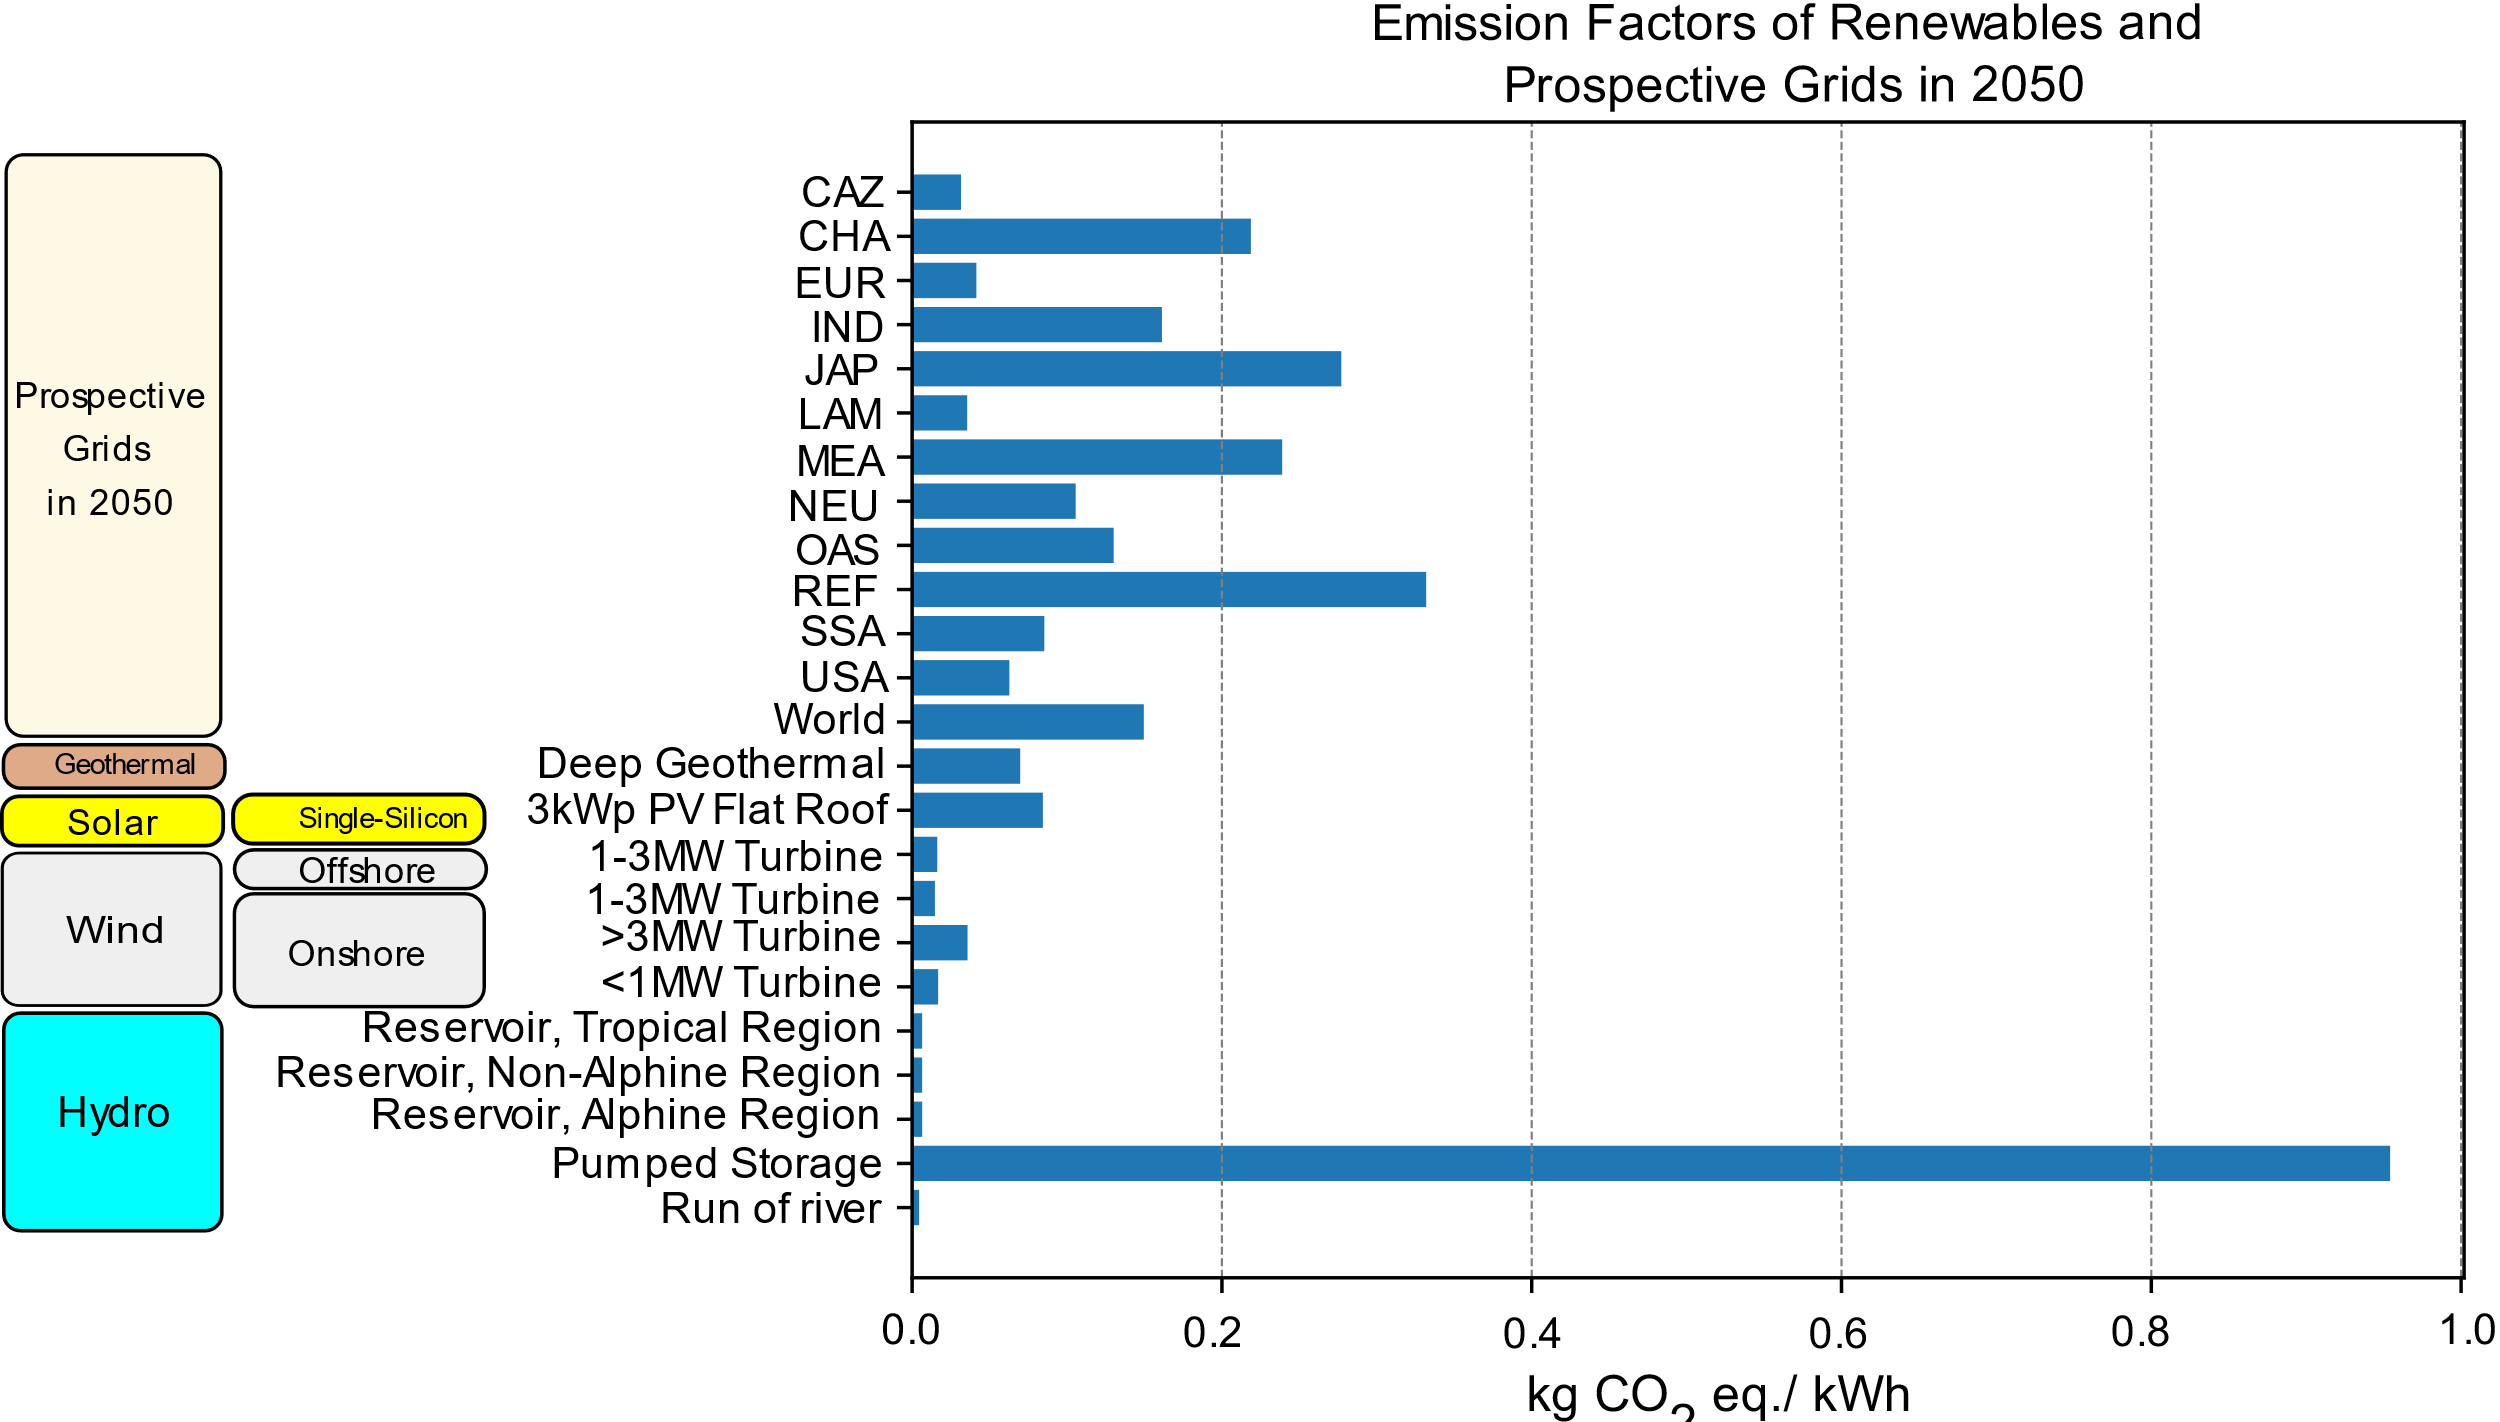 Emission Factors of Renewables and
Prospective Grids in 2050
Prospective
Grids
in 2050
Geothermal
Solar
Single-Silicon
Wind
Offshore
Onshore
Hydro
CAZ
CHA
EUR
IND
JAP
LAM
MEA
NEU
OAS
REF
SSA
USA
World
Deep Geothermal
3kWp PV Flat Roof
1-3MW Turbine
1-3MW Turbine
>3MW Turbine
<1MW Turbine
Reservoir, Tropical Region
Reservoir, Non-Alphine Region
Reservoir, Alphine Region
Pumped Storage
Run of river
0.0 0.2 0.4 0.6 0.8 1.0
kg CO2 eq./ kWh